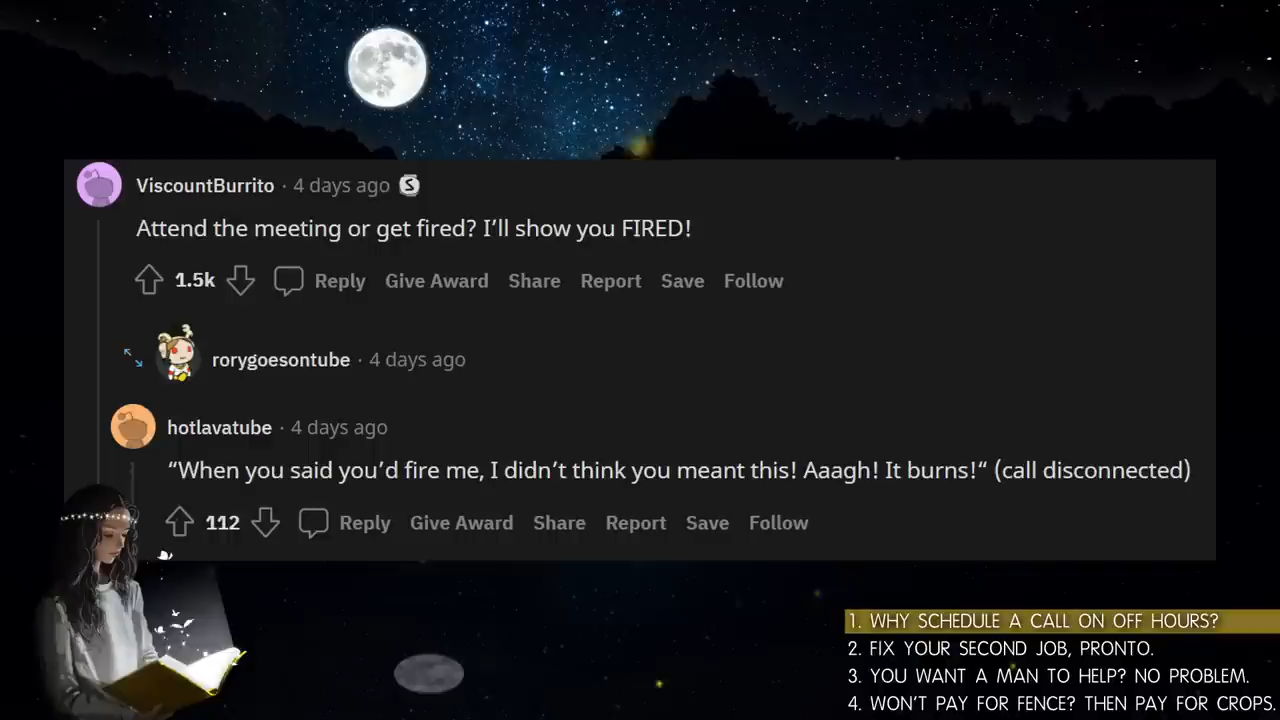 ViscountBurrito · 4 days ago S
Attend the meeting or get fired? I’ll show you FIRED!
1.5k Reply Give Award Share Report Save Follow
rorygoesontube · 4 days ago
hotlavatube · 4 days ago
“When you said you’d fire me, I didn’t think you meant this! Aaagh! It burns!“ (call disconnected)
112 Reply Give Award Share Report Save Follow
1. WHY SCHEDULE A CALL ON OFF HOURS?
2. FIX YOUR SECOND JOB, PRONTO.
3. YOU WANT A MAN TO HELP? NO PROBLEM.
4. WON'T PAY FOR FENCE? THEN PAY FOR CROPS.